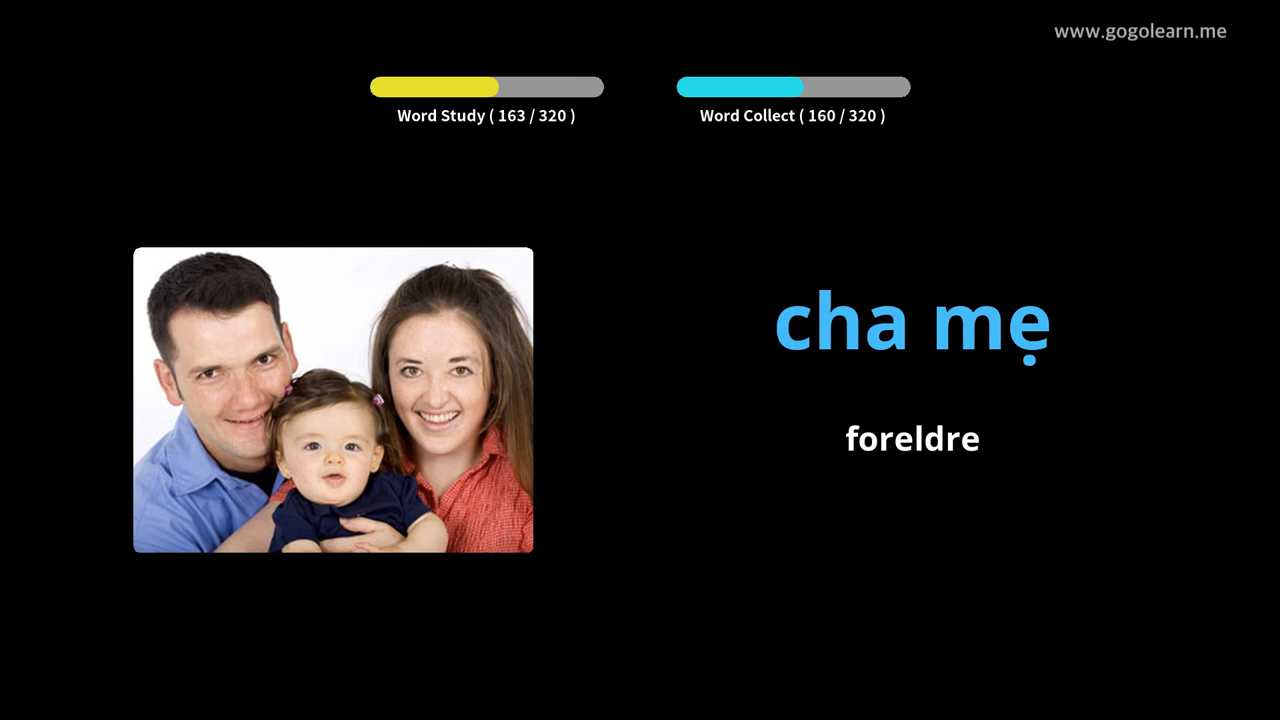 www.gogolearn.me
Word Study ( 163 / 320 )
Word Collect ( 160 / 320 )
cha mẹ
foreldre